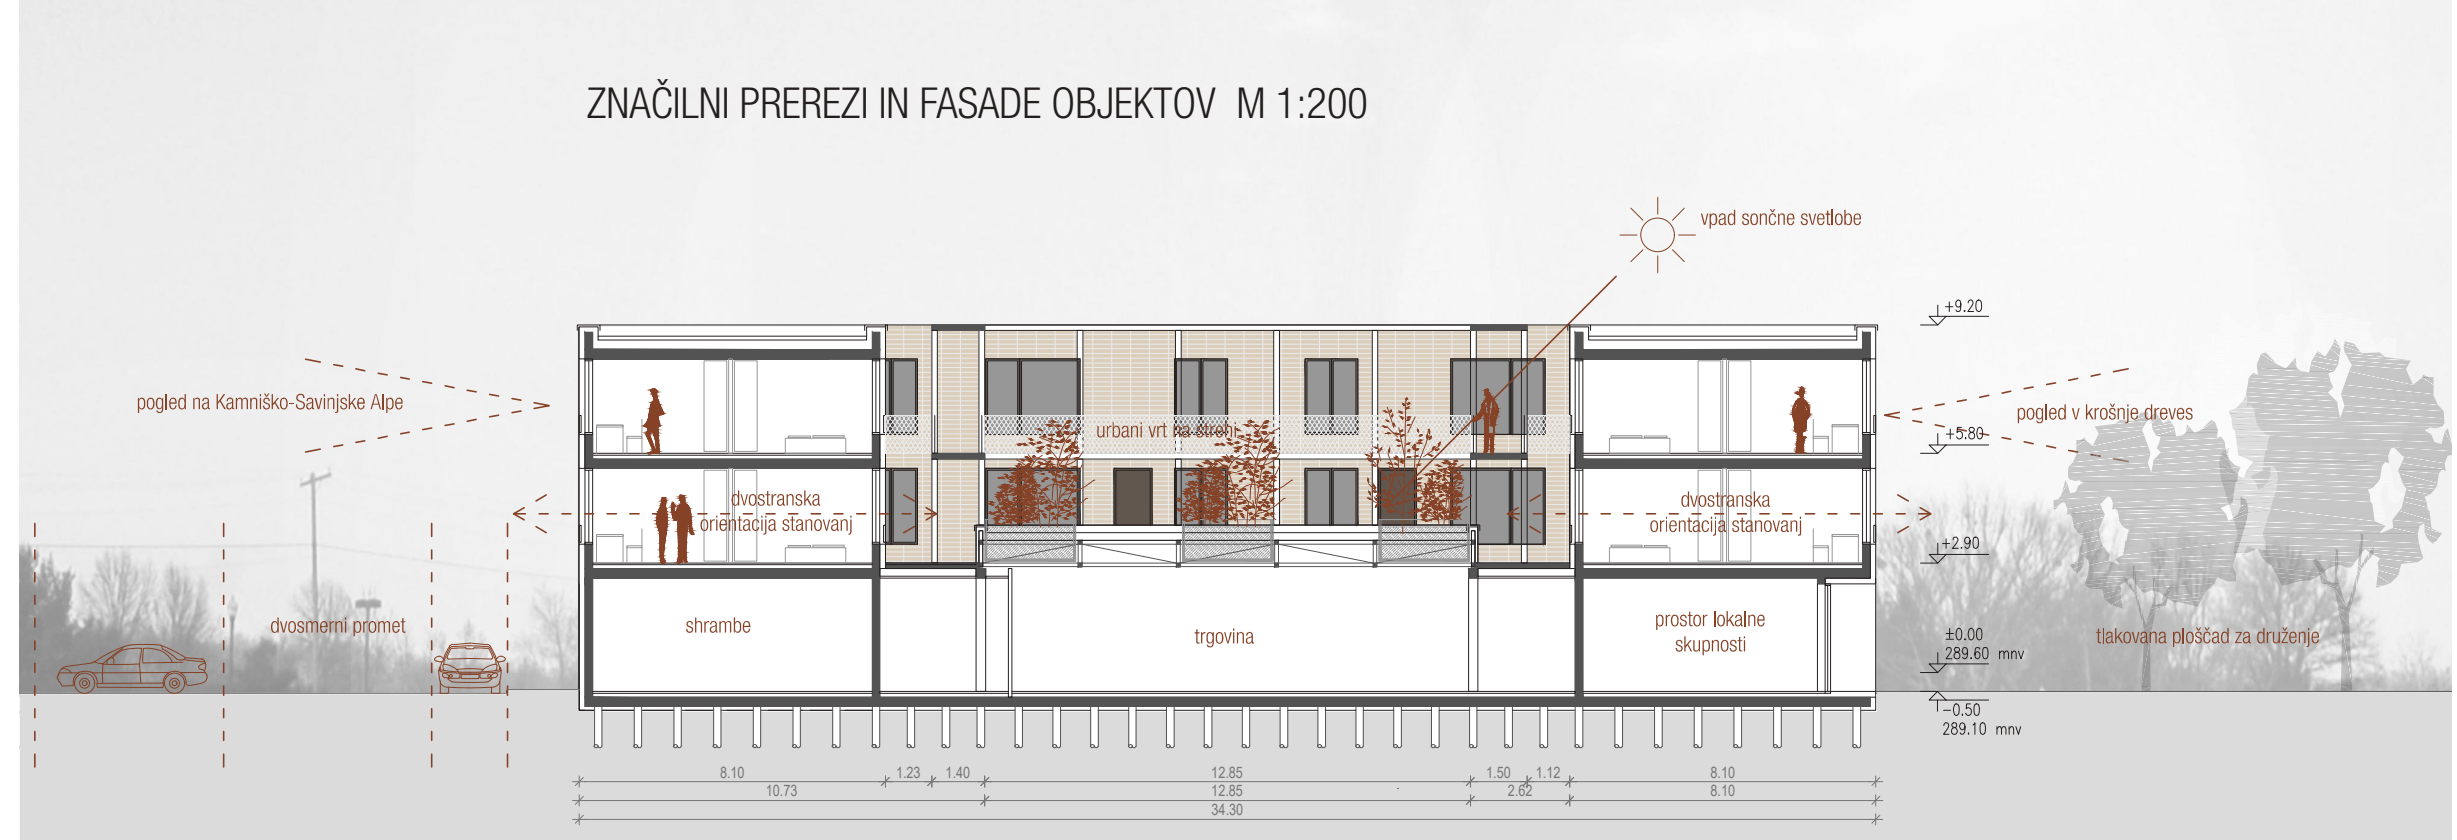 ZNAČILNI PREREZI IN FASADE OBJEKTOV M 1:200
vpad sončne svetlobe
+9.20
pogled na Kamniško-Savinjske Alpe
pogled v krošnje dreves
urbani vrt na strehi
+5.80
dvostranska
orientacija stanovanj
dvostranska
orientacija stanovanj
+2.90
dvosmerni promet
shrambe
trgovina
prostor lokalne
skupnosti
tlakovana ploščad za druženje
±0.00
289.60 mnv
-0.50
289.10 mnv
8.10 1.23 1.40 12.85 1.50 1.12 8.10
10.73 12.85 2.62 8.10
34.30